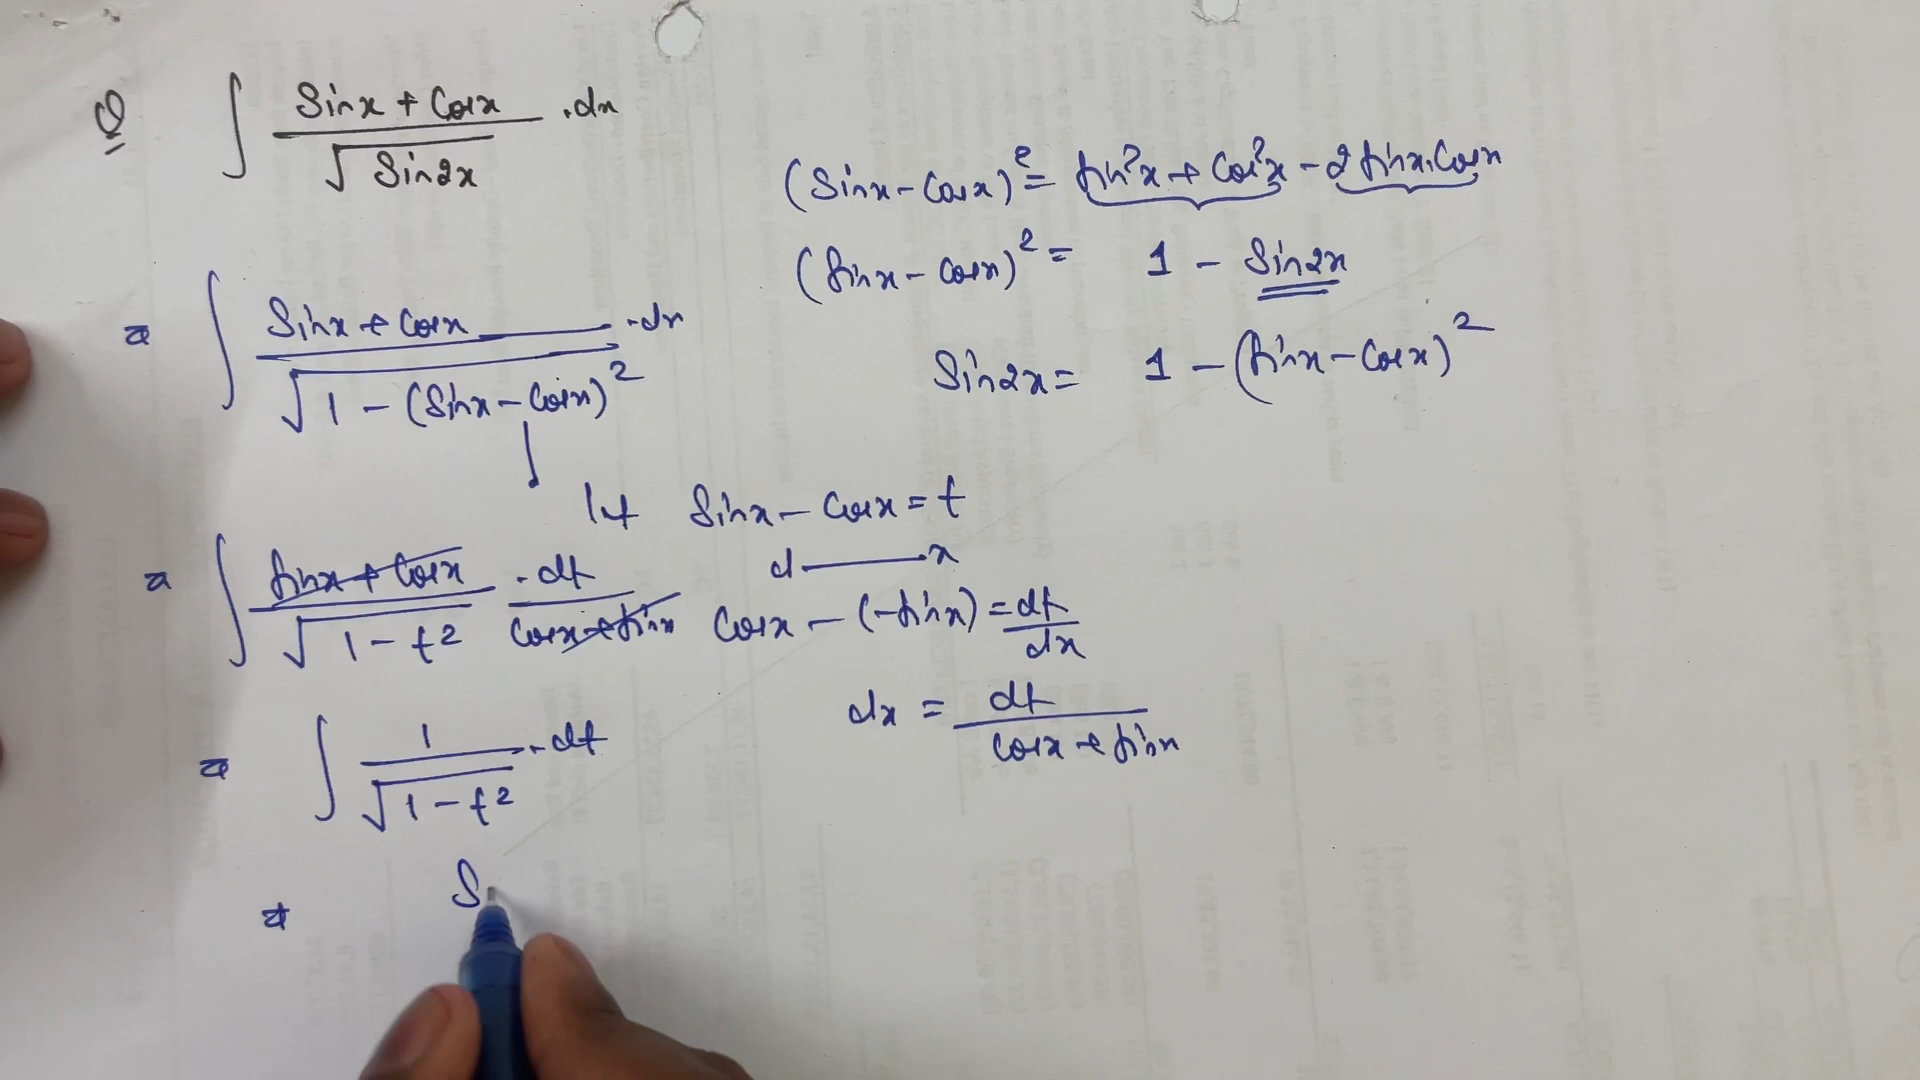 Q ∫ Sinx + Cosx / √Sin2x .dx
(Sinx - Cosx)² = Sin²x + Cos²x - 2 Sinx.Cosx
(Sinx - Cosx)² = 1 - Sin2x
= ∫ Sinx + Cosx / √1 - (Sinx - Cosx)² .dx
Sin2x = 1 - (Sinx - Cosx)²
let Sinx - Cosx = t
= ∫ Sinx + Cosx / √1 - t² . dt / Cosx + Sinx
d — x
Cosx - (-Sinx) = dt/dx
dx = dt / Cosx + Sinx
= ∫ 1 / √1 - t² . dt
= S